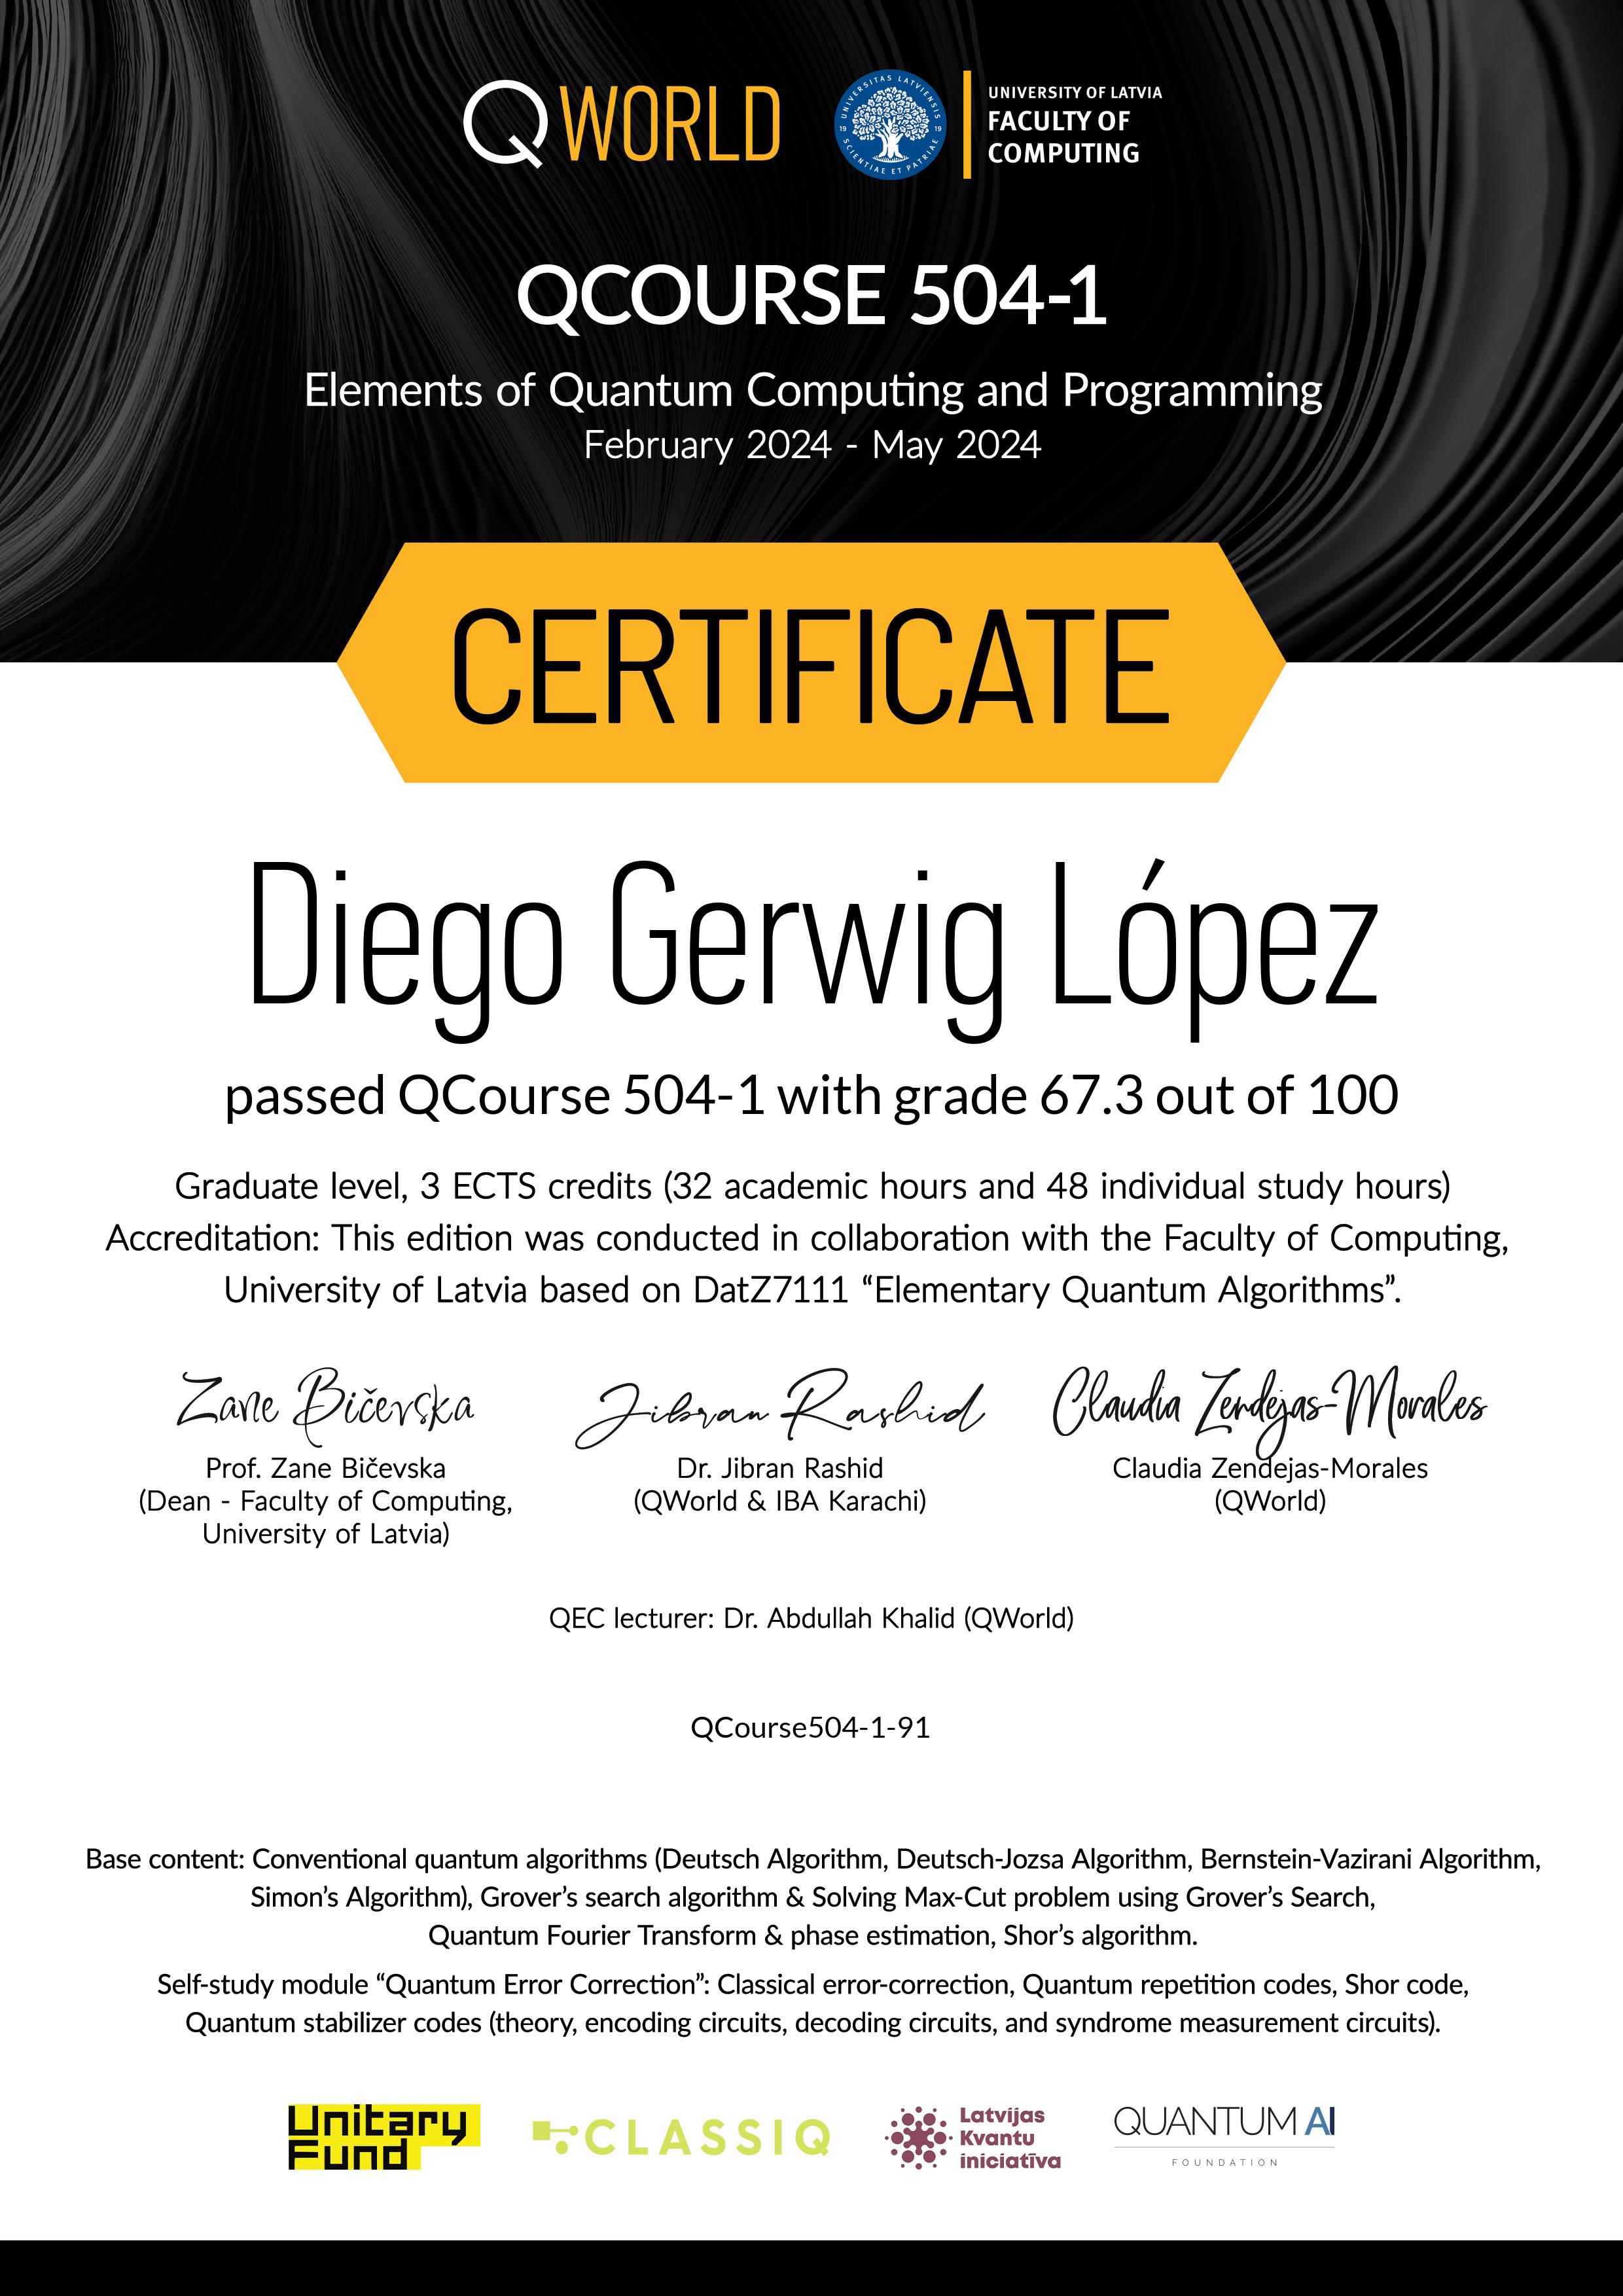 QWORLD
UNIVERSITAS LATVIENSIS
19 19
SCIENTIAE ET PATRIAE
UNIVERSITY OF LATVIA
FACULTY OF
COMPUTING
QCOURSE 504-1
Elements of Quantum Computing and Programming
February 2024 - May 2024
CERTIFICATE
Diego Gerwig López
passed QCourse 504-1 with grade 67.3 out of 100
Graduate level, 3 ECTS credits (32 academic hours and 48 individual study hours)
Accreditation: This edition was conducted in collaboration with the Faculty of Computing,
University of Latvia based on DatZ7111 “Elementary Quantum Algorithms”.
Zane Bičevska
Prof. Zane Bičevska
(Dean - Faculty of Computing,
University of Latvia)
Jibran Rashid
Dr. Jibran Rashid
(QWorld & IBA Karachi)
Claudia Zendejas-Morales
Claudia Zendejas-Morales
(QWorld)
QEC lecturer: Dr. Abdullah Khalid (QWorld)
QCourse504-1-91
Base content: Conventional quantum algorithms (Deutsch Algorithm, Deutsch-Jozsa Algorithm, Bernstein-Vazirani Algorithm,
Simon’s Algorithm), Grover’s search algorithm & Solving Max-Cut problem using Grover’s Search,
Quantum Fourier Transform & phase estimation, Shor’s algorithm.
Self-study module “Quantum Error Correction”: Classical error-correction, Quantum repetition codes, Shor code,
Quantum stabilizer codes (theory, encoding circuits, decoding circuits, and syndrome measurement circuits).
Unitary
Fund
CLASSIQ
Latvijas
Kvantu
iniciatīva
QUANTUM AI
FOUNDATION